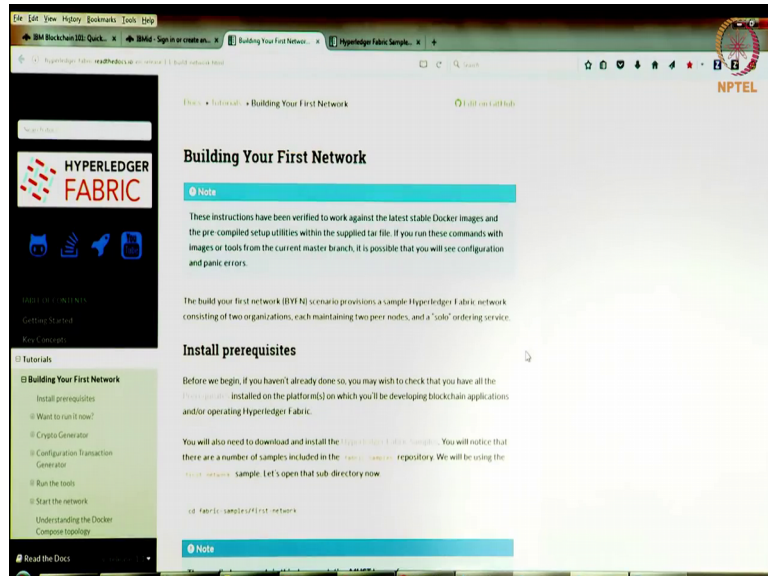 File Edit View History Bookmarks Tools Help
IBM Blockchain 101: Quick... × IBMid - Sign in or create an... × Building Your First Networ... × Hyperledger Fabric Sample... × +
Search
NPTEL
Docs » Tutorials » Building Your First Network
Edit on GitHub
HYPERLEDGER
FABRIC
Building Your First Network
Note
These instructions have been verified to work against the latest stable Docker images and
the pre-compiled setup utilities within the supplied tar file. If you run these commands with
images or tools from the current master branch, it is possible that you will see configuration
and panic errors.
The build your first network (BYFN) scenario provisions a sample Hyperledger Fabric network
consisting of two organizations, each maintaining two peer nodes, and a "solo" ordering service.
Install prerequisites
Before we begin, if you haven't already done so, you may wish to check that you have all the
installed on the platform(s) on which you'll be developing blockchain applications
and/or operating Hyperledger Fabric.
You will also need to download and install the Hyperledger Fabric Samples. You will notice that
there are a number of samples included in the fabric-samples repository. We will be using the
first-network sample. Let's open that sub directory now.
cd fabric-samples/first-network
Note
TABLE OF CONTENTS
Getting Started
Key Concepts
Tutorials
Building Your First Network
Install prerequisites
Want to run it now?
Crypto Generator
Configuration Transaction
Generator
Run the tools
Start the network
Understanding the Docker
Compose topology
Read the Docs